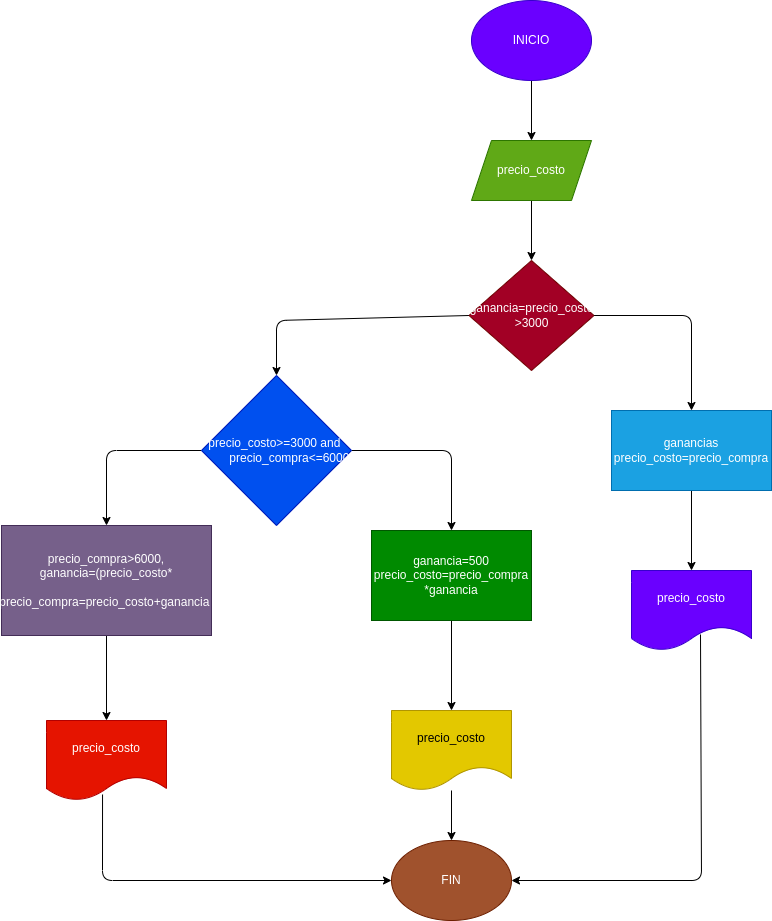 INICIO
precio_costo
ganancia=precio_costo
>3000
precio_costo>=3000 and
precio_compra<=6000
ganancias
precio_costo=precio_compra
precio_compra>6000,
ganancia=(precio_costo*
precio_compra=precio_costo+ganancia
ganancia=500
precio_costo=precio_compra
*ganancia
precio_costo
precio_costo
precio_costo
FIN